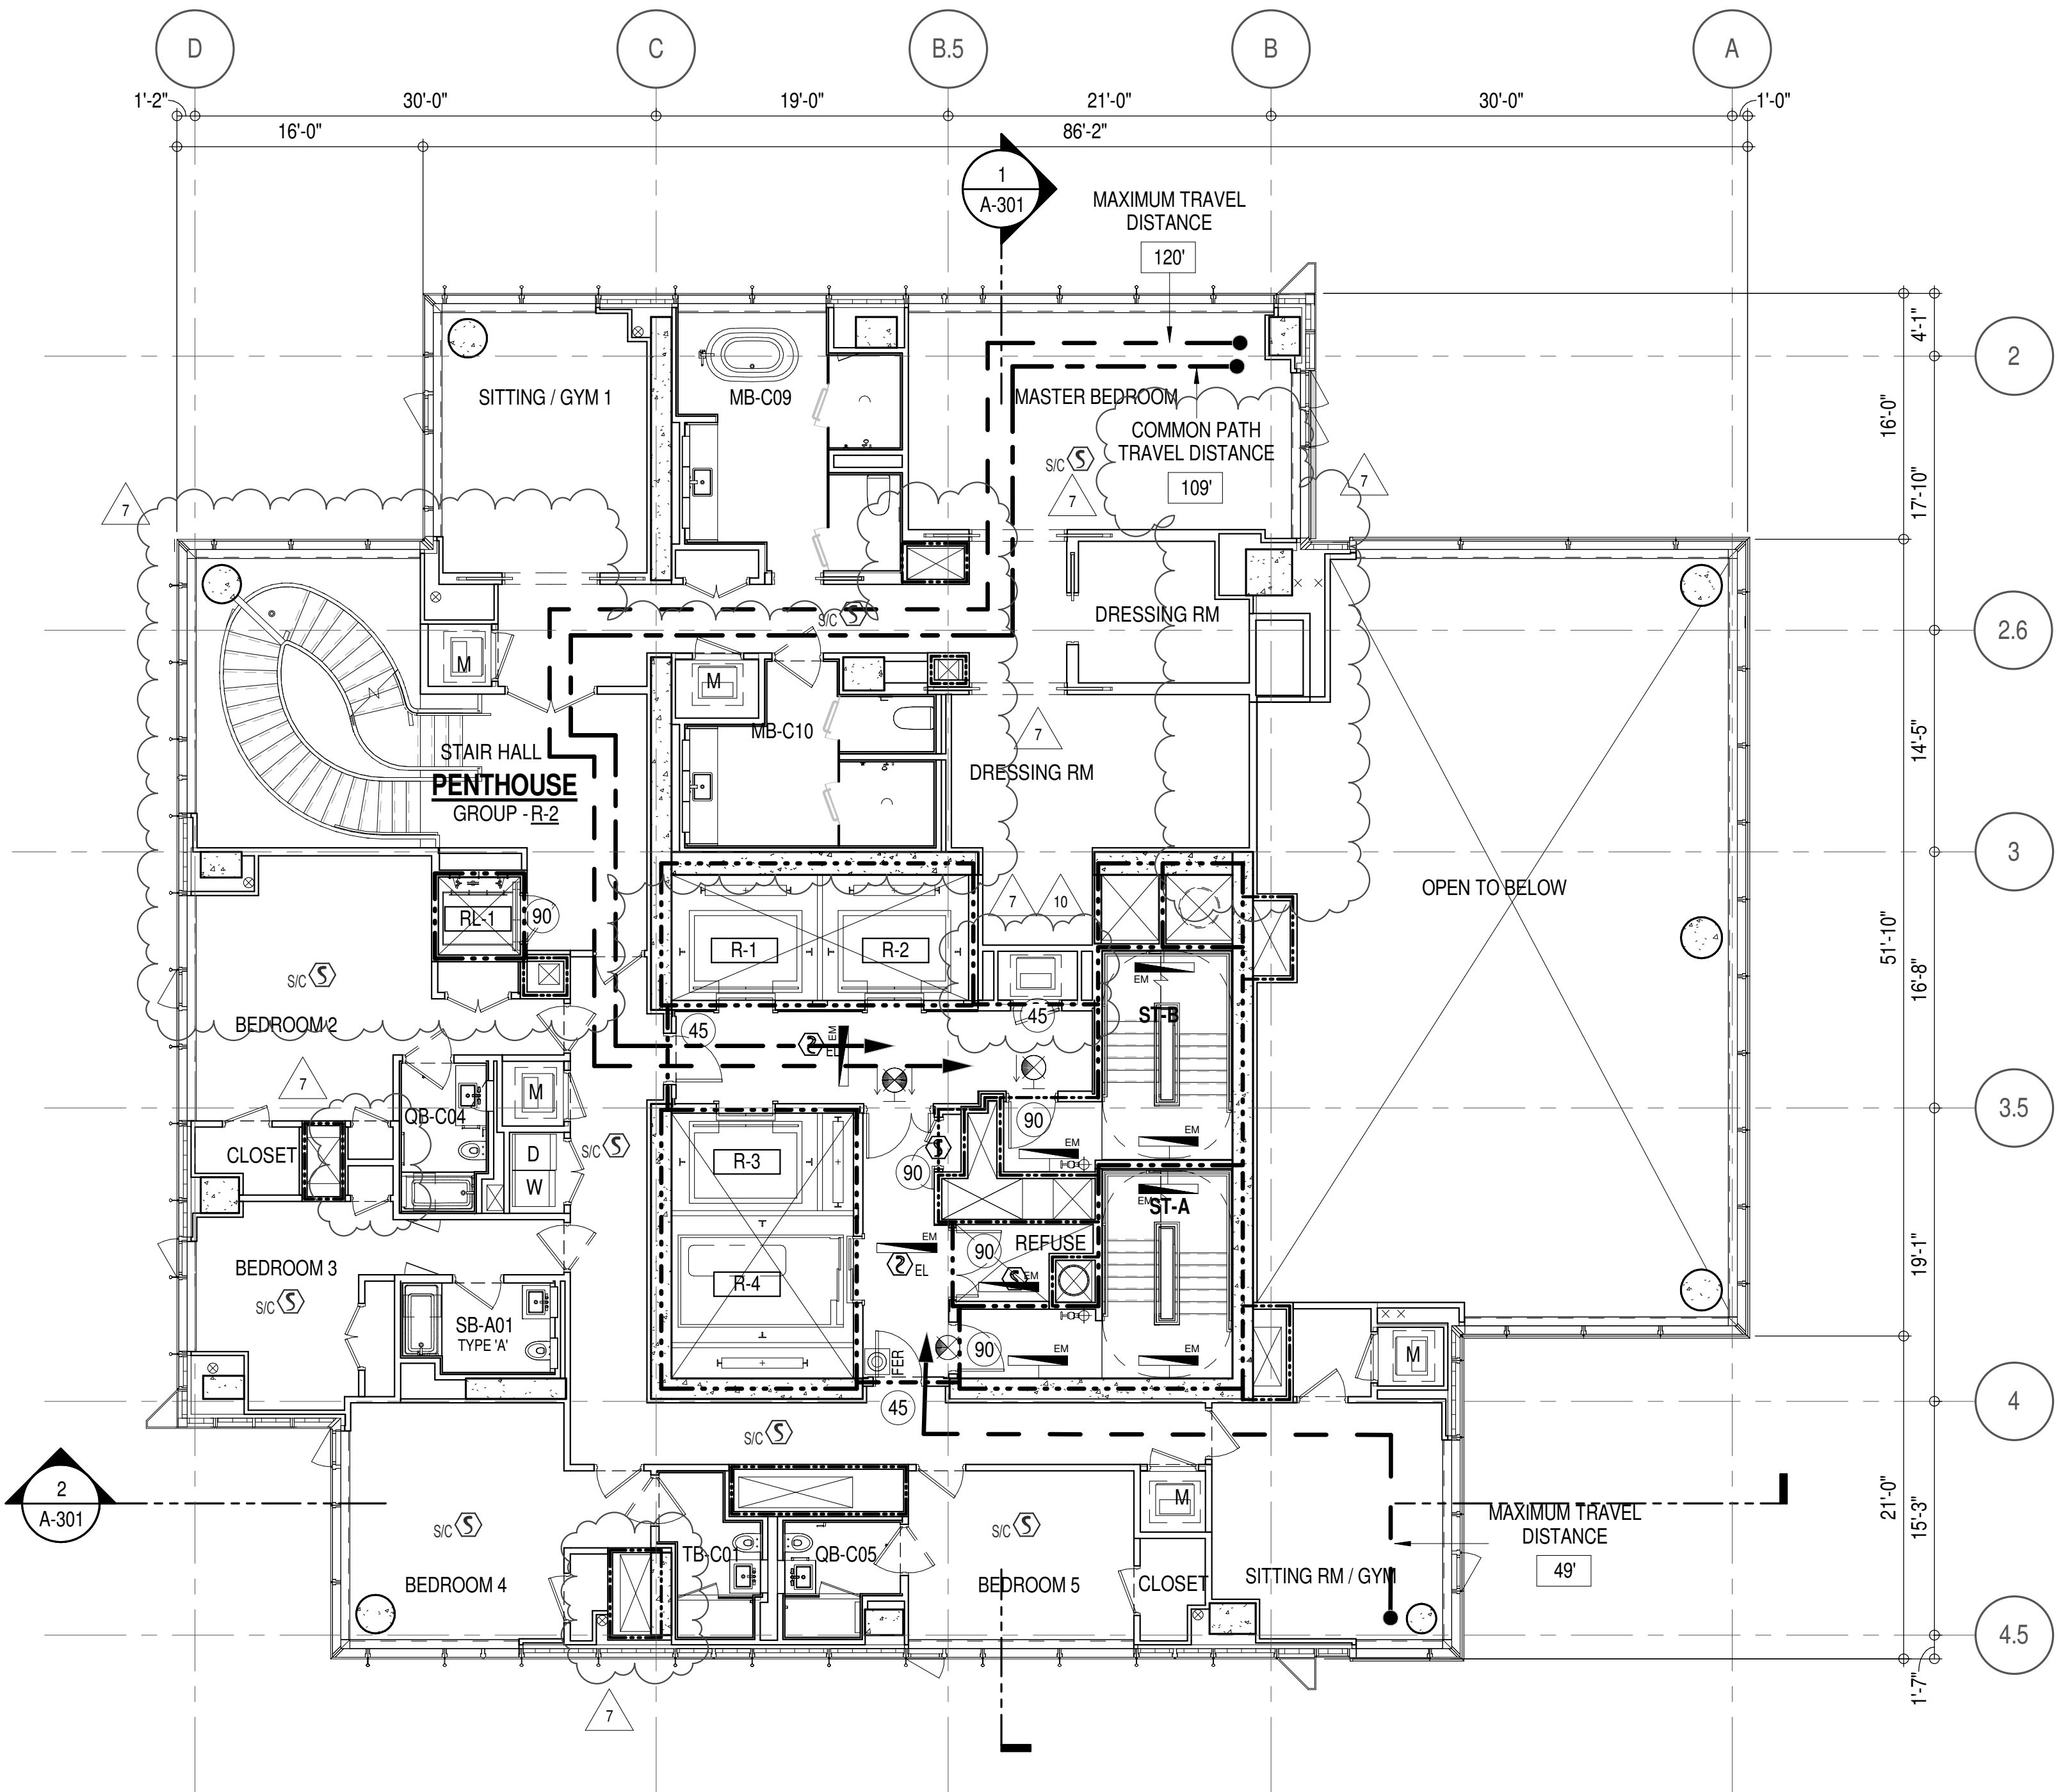 D
C
B.5
B
A
1'-2"
30'-0"
19'-0"
21'-0"
30'-0"
1'-0"
16'-0"
86'-2"
1
A-301
MAXIMUM TRAVEL
DISTANCE
120'
4'-1"
2
SITTING / GYM 1
MB-C09
MASTER BEDROOM
COMMON PATH
TRAVEL DISTANCE
109'
S/C S
7
7
7
16'-0"
17'-10"
DRESSING RM
S/C S
2.6
M
M
MB-C10
7
DRESSING RM
STAIR HALL
PENTHOUSE
GROUP - R-2
14'-5"
3
OPEN TO BELOW
RL-1
90
7
10
R-1
R-2
S/C S
EM
51'-10"
16'-8"
BEDROOM 2
45
EM
EL
45
ST-B
7
M
QB-C04
90
3.5
CLOSET
D
W
S/C S
R-3
90
S
EM
EM
EM
ST-A
BEDROOM 3
S/C S
R-4
EM
S EL
90
REFUSE
S EM
19'-1"
SB-A01
TYPE 'A'
FER
90
EM
EM
M
45
4
S/C S
2
A-301
M
MAXIMUM TRAVEL
DISTANCE
49'
21'-0"
15'-3"
S/C S
TB-C01
QB-C05
S/C S
BEDROOM 4
BEDROOM 5
CLOSET
SITTING RM / GYM
4.5
1'-7"
7